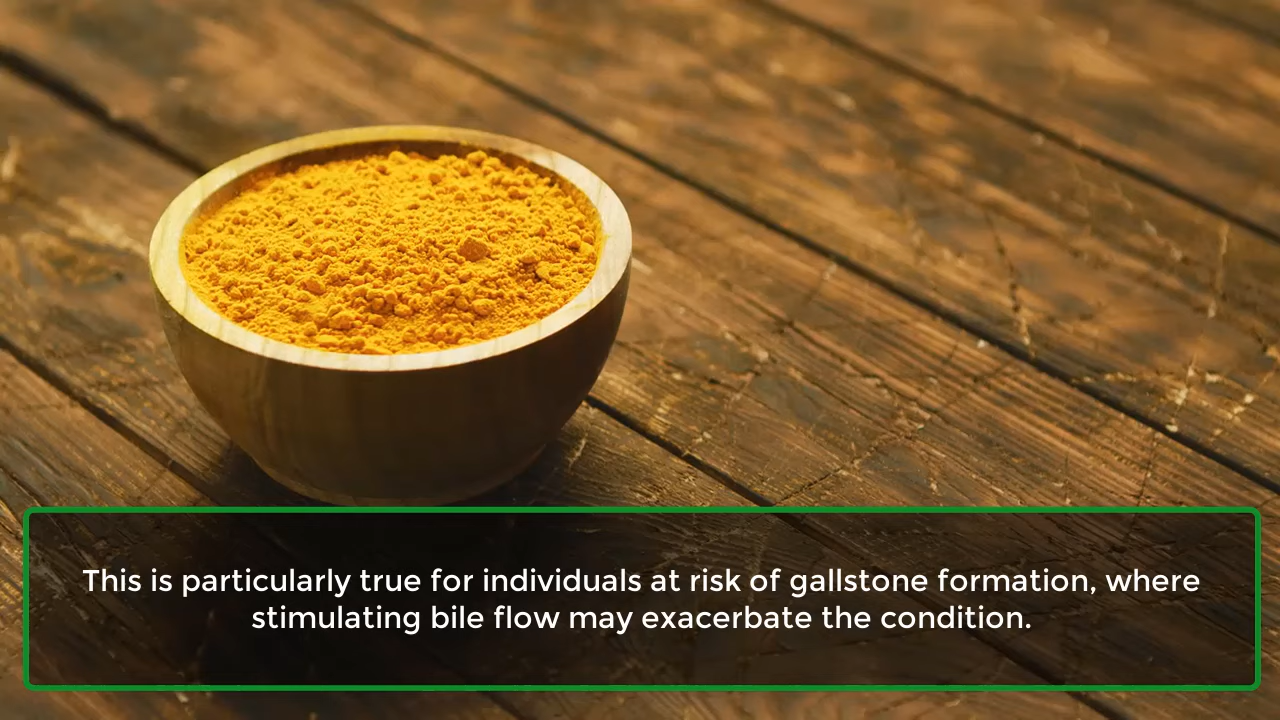 This is particularly true for individuals at risk of gallstone formation, where
stimulating bile flow may exacerbate the condition.